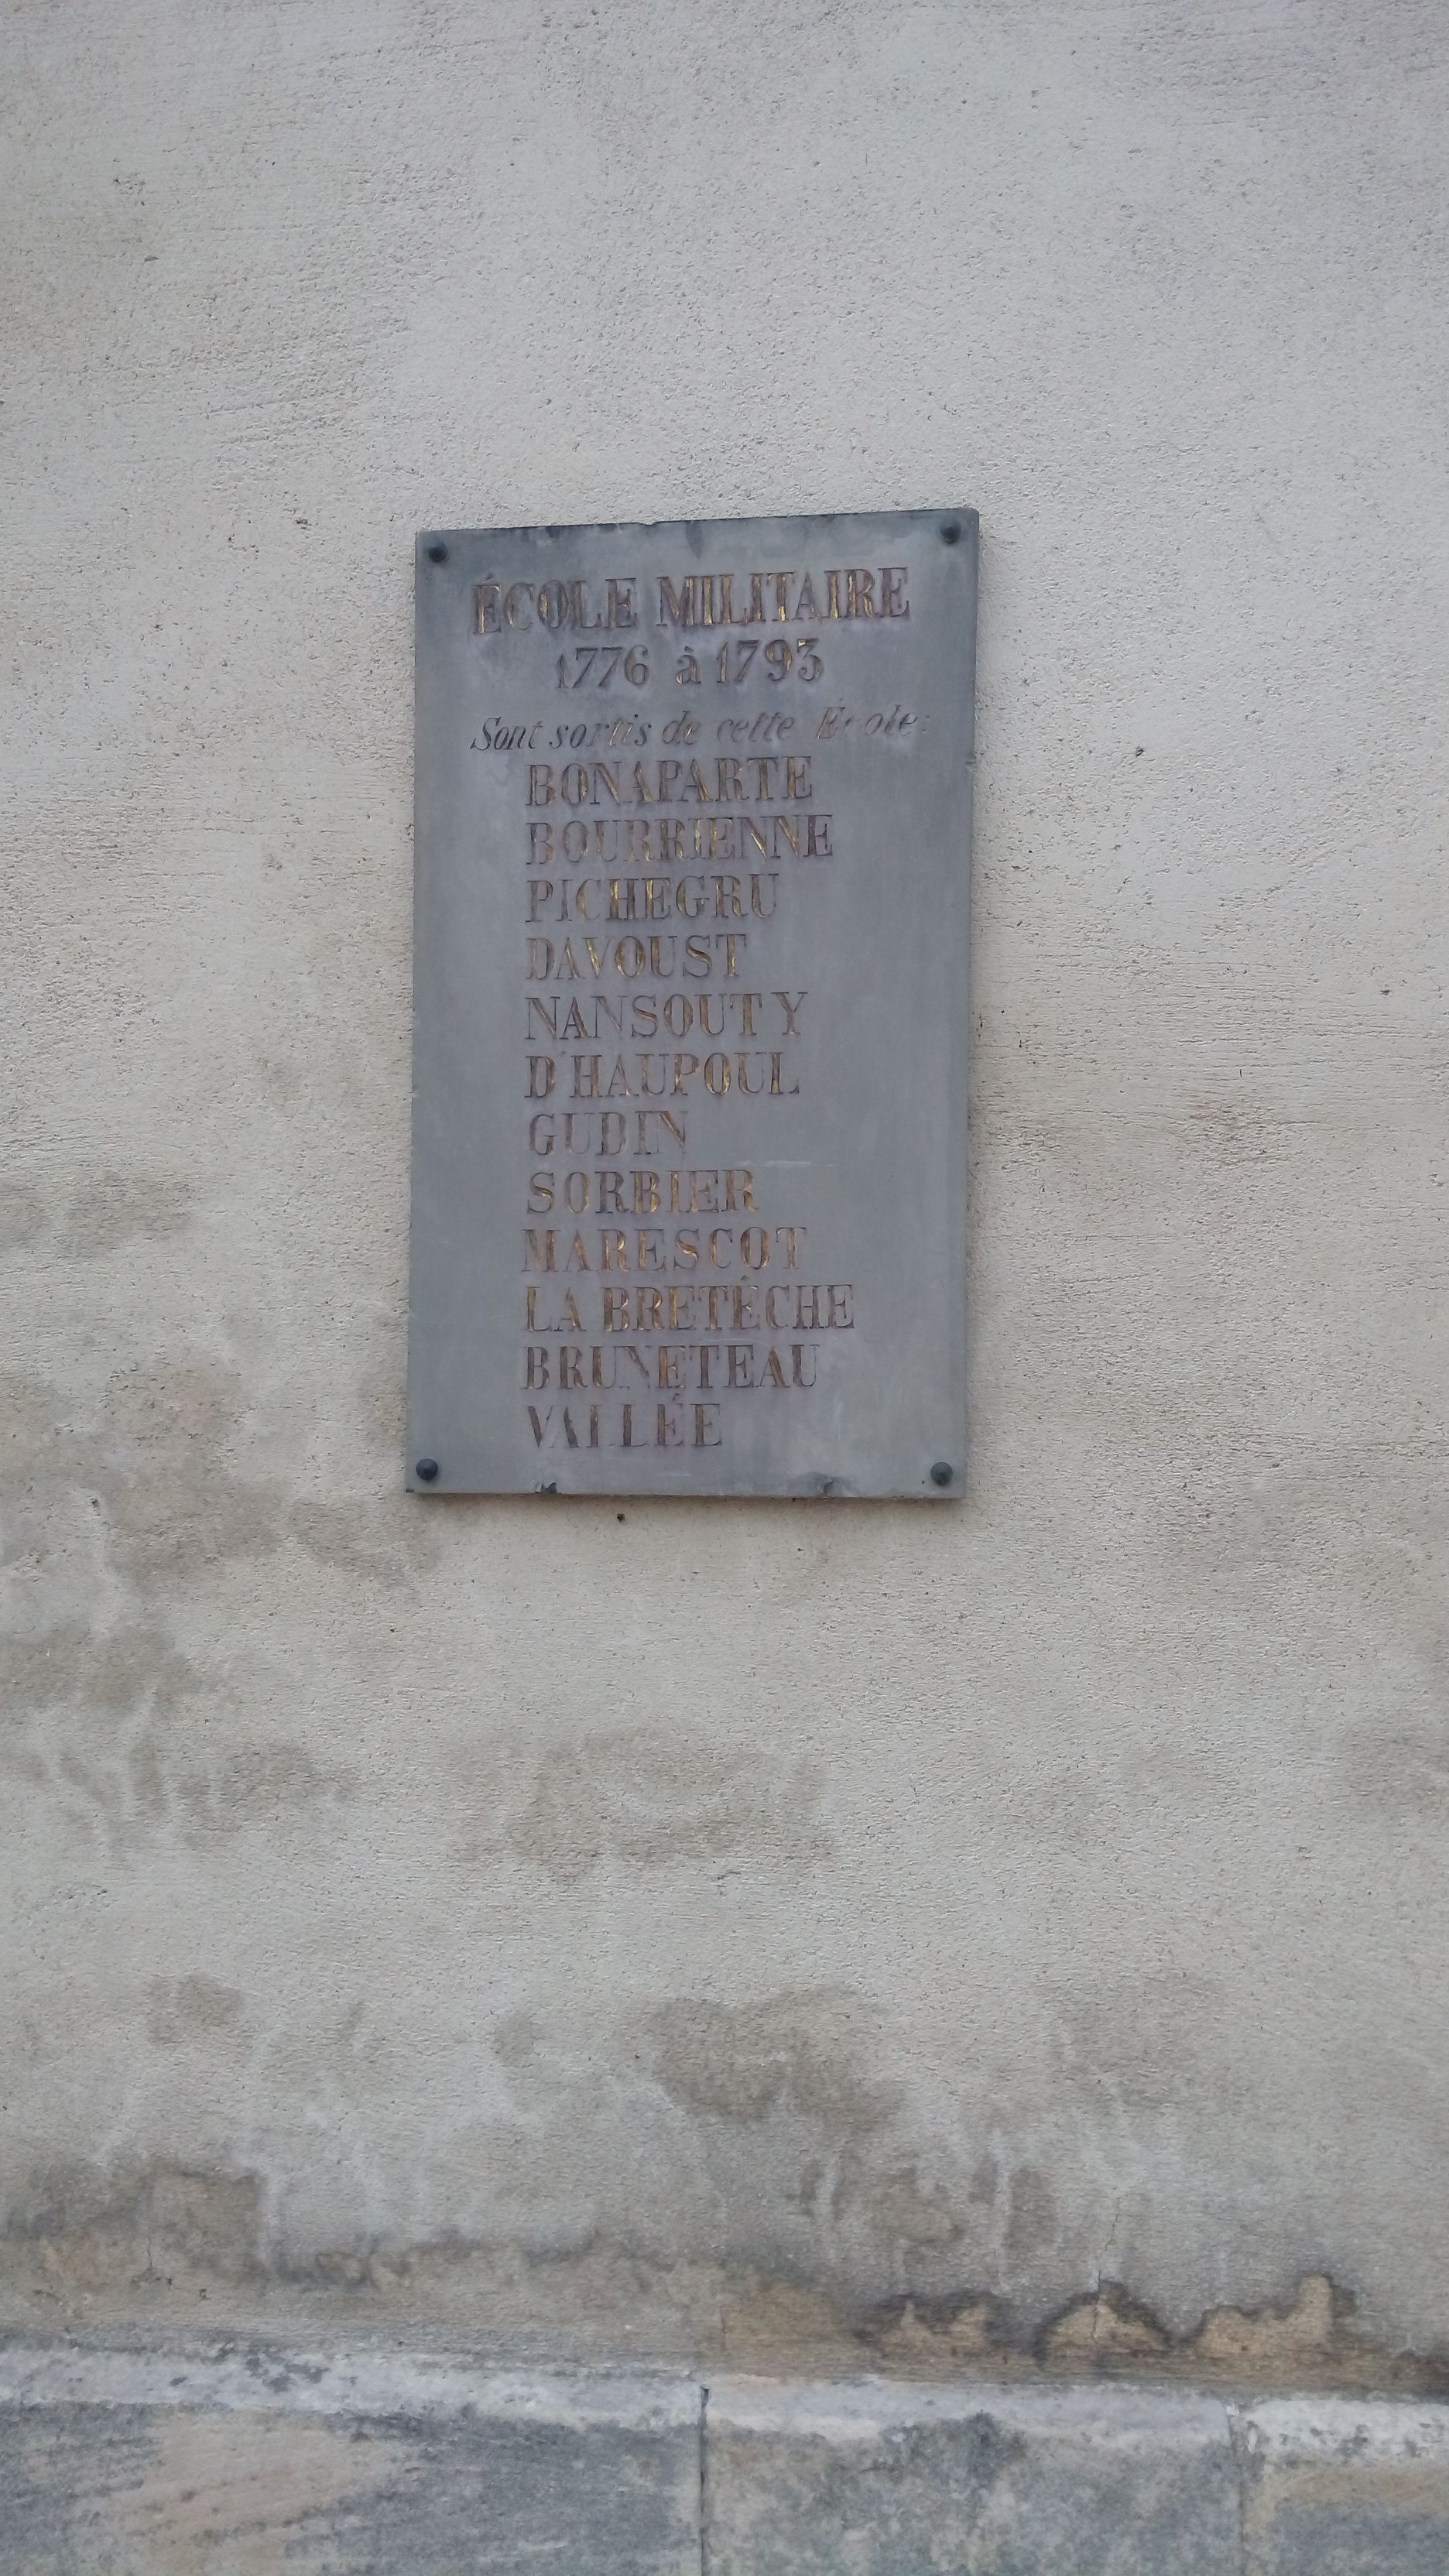 ÉCOLE MILITAIRE
1776 à 1793
Sont sortis de cette École:
BONAPARTE
BOURRIENNE
PICHEGRU
DAVOUST
NANSOUTY
D'HAUPOUL
GUDIN
SORBIER
MARESCOT
LA BRETÈCHE
BRUNETEAU
VALLÉE